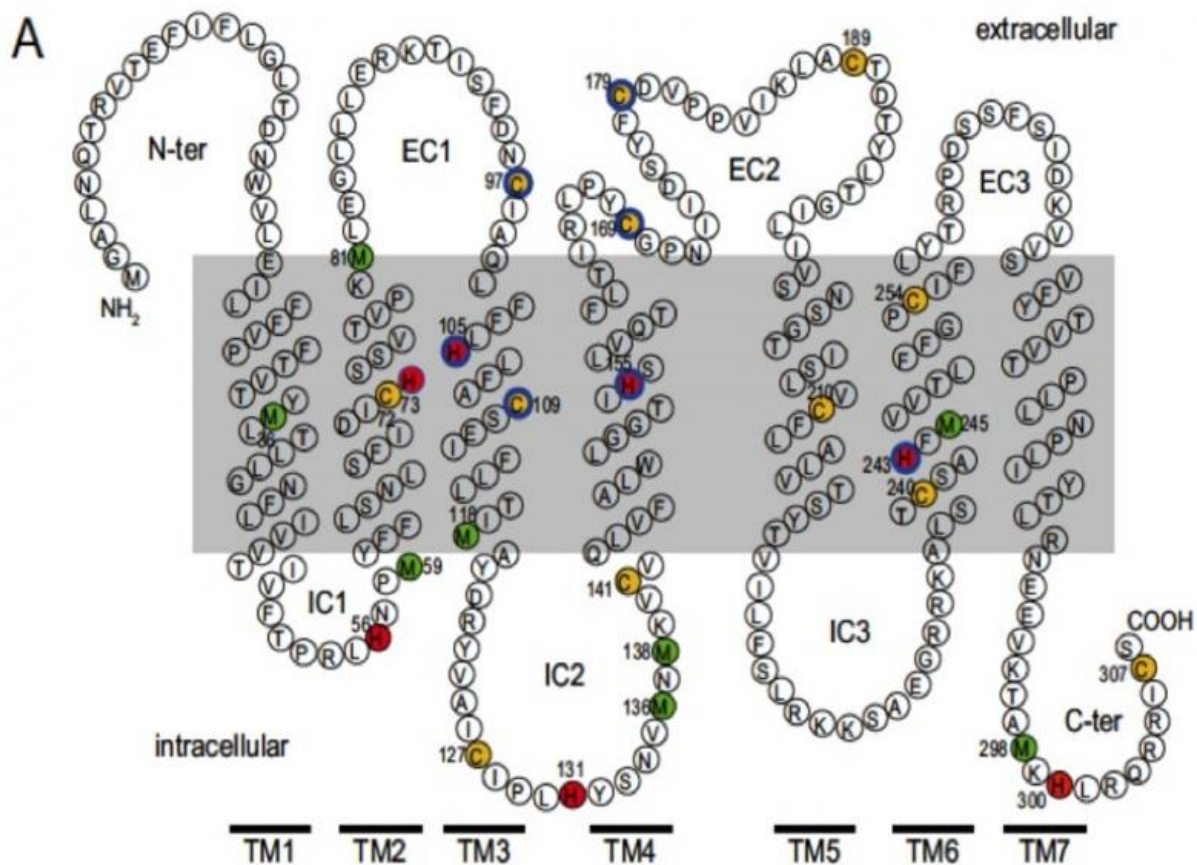 A
extracellular
NH2
M G A L N Q T R V T E F I F L G L T D N W V L E I L
N-ter
P V F F
T V T F
L M Y
36
G L L T
L F N
T V V I
V F T P R L H N P M
I
IC1
56
59
Y F F
L S N L
F S I
D I C H
72
73
S S V
T V P
K
M L E G L L L E R K T I S F D N C I A Q L
81
EC1
97
H L F F
105
A F L
I E S C
109
L L F
M I T
118
A Y D R Y V A I C I P L H Y S N V M N M K V V C
IC2
127
131
136
138
141
Q L V F
A L W
L G G T
I H S
155
L V Q T
F L T I R L P Y C G P N I I D S Y F C D V P P V I K L A C T D T Y L T G I L I V S
169
179
EC2
189
T G S N
L S I
C V
210
L F
V L A
T Y S T
V I L F S L R K K S A E G R R K A L S
IC3
T C S A
240
H F M
243
245
V V T L
F F G
P C I F
254
L Y T R P D S S F S I D K V V S
EC3
Y F V
T V V T
L L P
I L P N
L T Y
R N E E V K T A M K H L R Q R R I C S
298
300
307
C-ter
COOH
intracellular
TM1 TM2 TM3 TM4 TM5 TM6 TM7